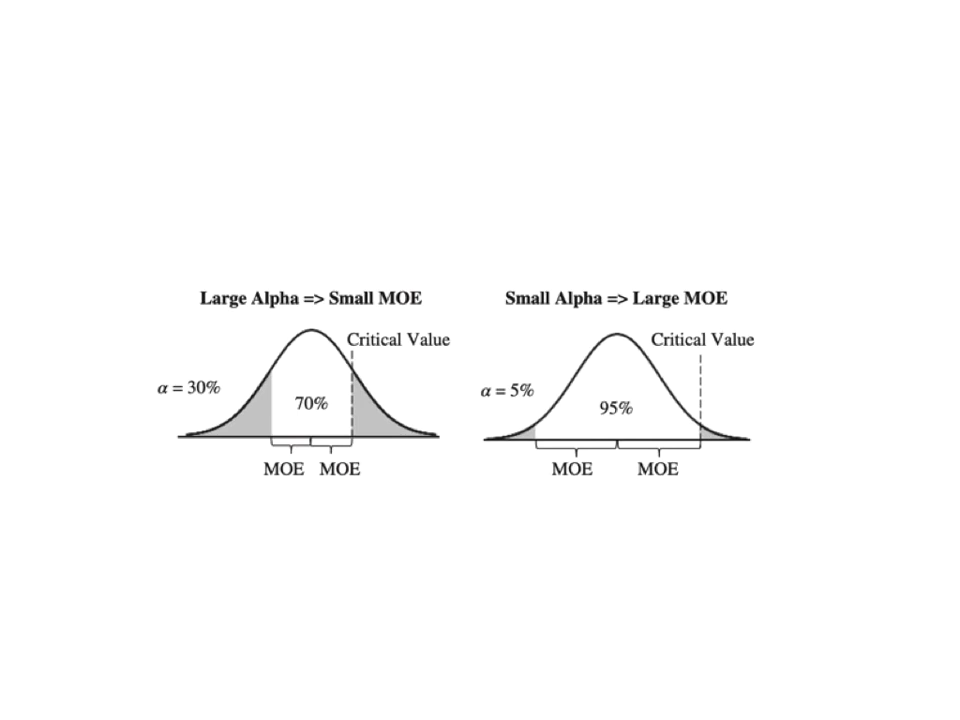 Large Alpha => Small MOE
Critical Value
α = 30%
70%
MOE MOE
Small Alpha => Large MOE
Critical Value
α = 5%
95%
MOE MOE